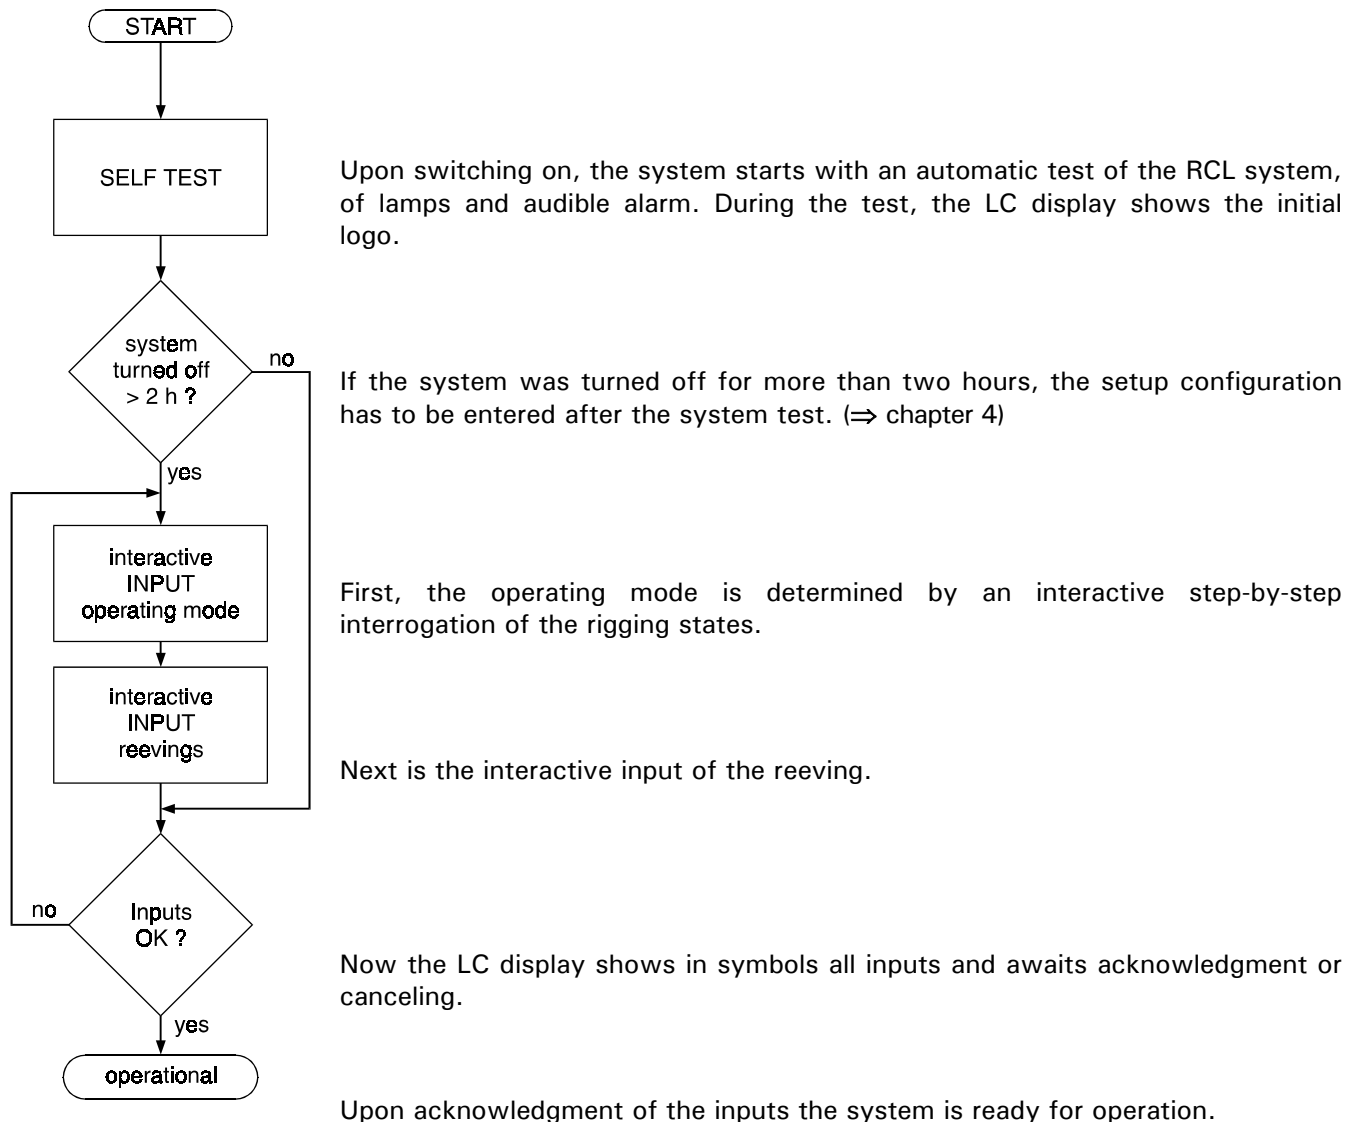 START
SELF TEST
Upon switching on, the system starts with an automatic test of the RCL system,
of lamps and audible alarm. During the test, the LC display shows the initial
logo.
system
turned off
> 2 h ?
no
If the system was turned off for more than two hours, the setup configuration
has to be entered after the system test. (⇒ chapter 4)
yes
interactive
INPUT
operating mode
First, the operating mode is determined by an interactive step-by-step
interrogation of the rigging states.
interactive
INPUT
reevings
Next is the interactive input of the reeving.
no
Inputs
OK ?
Now the LC display shows in symbols all inputs and awaits acknowledgment or
canceling.
yes
operational
Upon acknowledgment of the inputs the system is ready for operation.